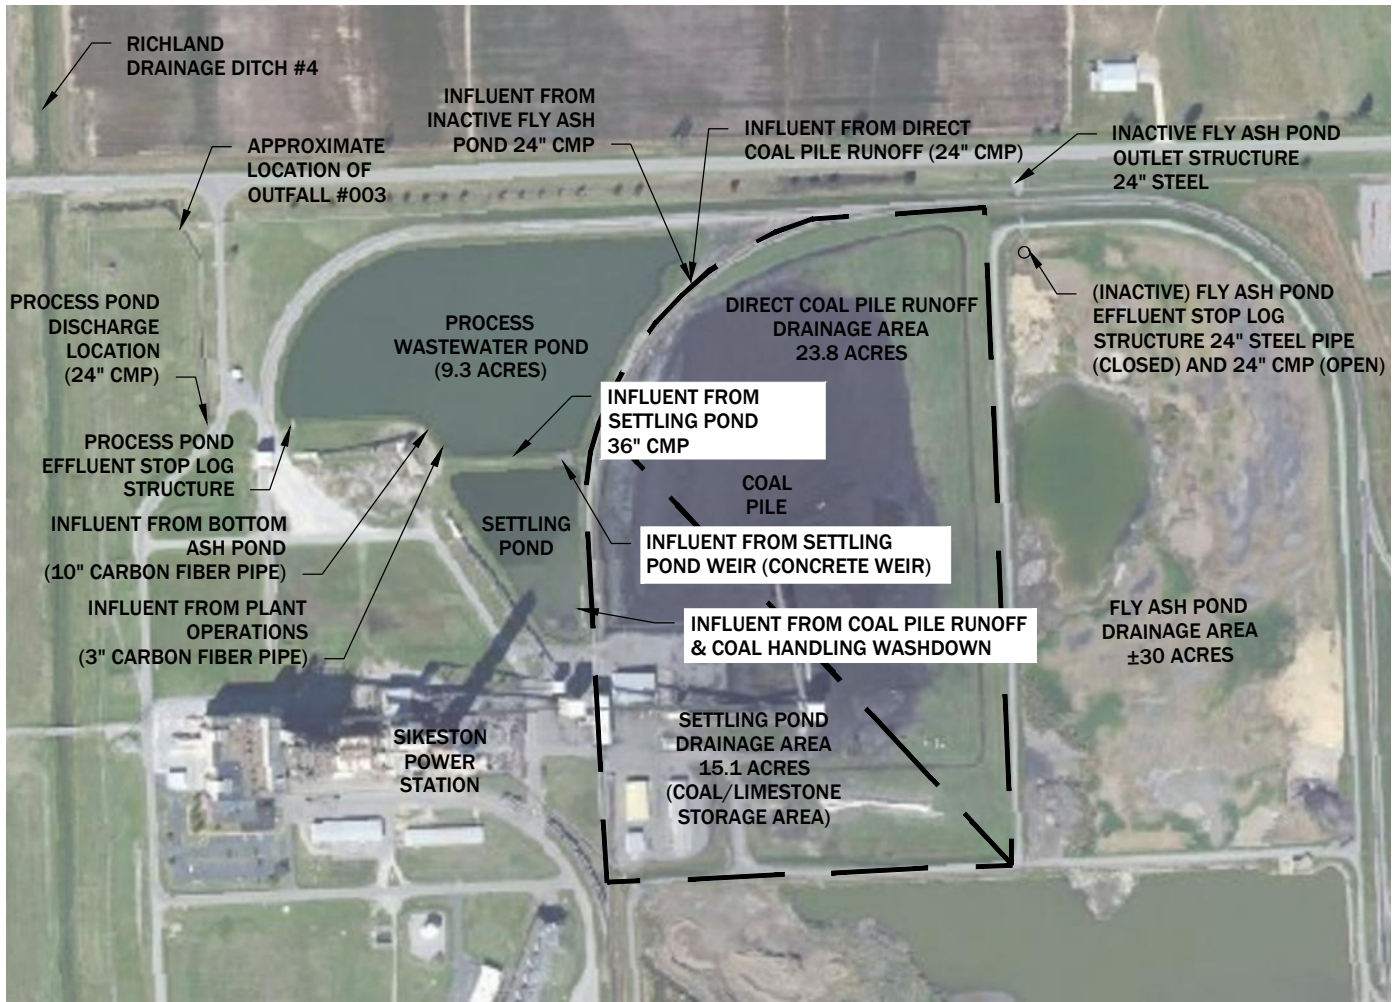 RICHLAND
DRAINAGE DITCH #4
INFLUENT FROM
INACTIVE FLY ASH
POND 24" CMP
INFLUENT FROM DIRECT
COAL PILE RUNOFF (24" CMP)
INACTIVE FLY ASH POND
OUTLET STRUCTURE
24" STEEL
APPROXIMATE
LOCATION OF
OUTFALL #003
PROCESS POND
DISCHARGE
LOCATION
(24" CMP)
PROCESS
WASTEWATER POND
(9.3 ACRES)
DIRECT COAL PILE RUNOFF
DRAINAGE AREA
23.8 ACRES
(INACTIVE) FLY ASH POND
EFFLUENT STOP LOG
STRUCTURE 24" STEEL PIPE
(CLOSED) AND 24" CMP (OPEN)
INFLUENT FROM
SETTLING POND
36" CMP
PROCESS POND
EFFLUENT STOP LOG
STRUCTURE
COAL
PILE
SETTLING
POND
INFLUENT FROM BOTTOM
ASH POND
(10" CARBON FIBER PIPE)
INFLUENT FROM SETTLING
POND WEIR (CONCRETE WEIR)
INFLUENT FROM PLANT
OPERATIONS
(3" CARBON FIBER PIPE)
INFLUENT FROM COAL PILE RUNOFF
& COAL HANDLING WASHDOWN
FLY ASH POND
DRAINAGE AREA
±30 ACRES
SIKESTON
POWER
STATION
SETTLING POND
DRAINAGE AREA
15.1 ACRES
(COAL/LIMESTONE
STORAGE AREA)